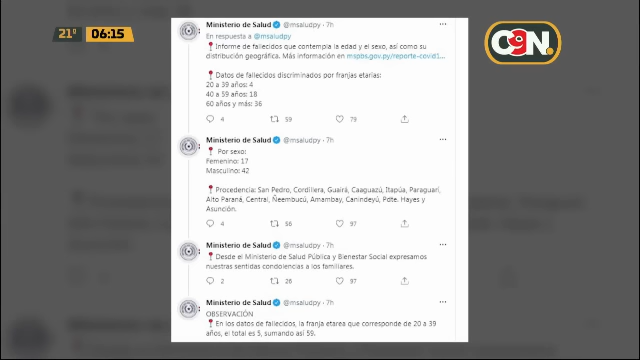 21° 06:15
C9N.
Ministerio de Salud @msaludpy · 7h
En respuesta a @msaludpy
Informe de fallecidos que contempla la edad y el sexo, así como su
distribución geográfica. Más información en mspbs.gov.py/reporte-covid1...
Datos de fallecidos discriminados por franjas etarias:
20 a 39 años: 4
40 a 59 años: 18
60 años y más: 36
4 59 79
Ministerio de Salud @msaludpy · 7h
Por sexo:
Femenino: 17
Masculino: 42
Procedencia: San Pedro, Cordillera, Guairá, Caaguazú, Itapúa, Paraguarí,
Alto Paraná, Central, Ñeembucú, Amambay, Canindeyú, Pdte. Hayes y
Asunción.
4 56 97
Ministerio de Salud @msaludpy · 7h
Desde el Ministerio de Salud Pública y Bienestar Social expresamos
nuestras sentidas condolencias a los familiares.
2 26 97
Ministerio de Salud @msaludpy · 7h
OBSERVACIÓN
En los datos de fallecidos, la franja etarea que corresponde de 20 a 39
años, el total es 5, sumando así 59.